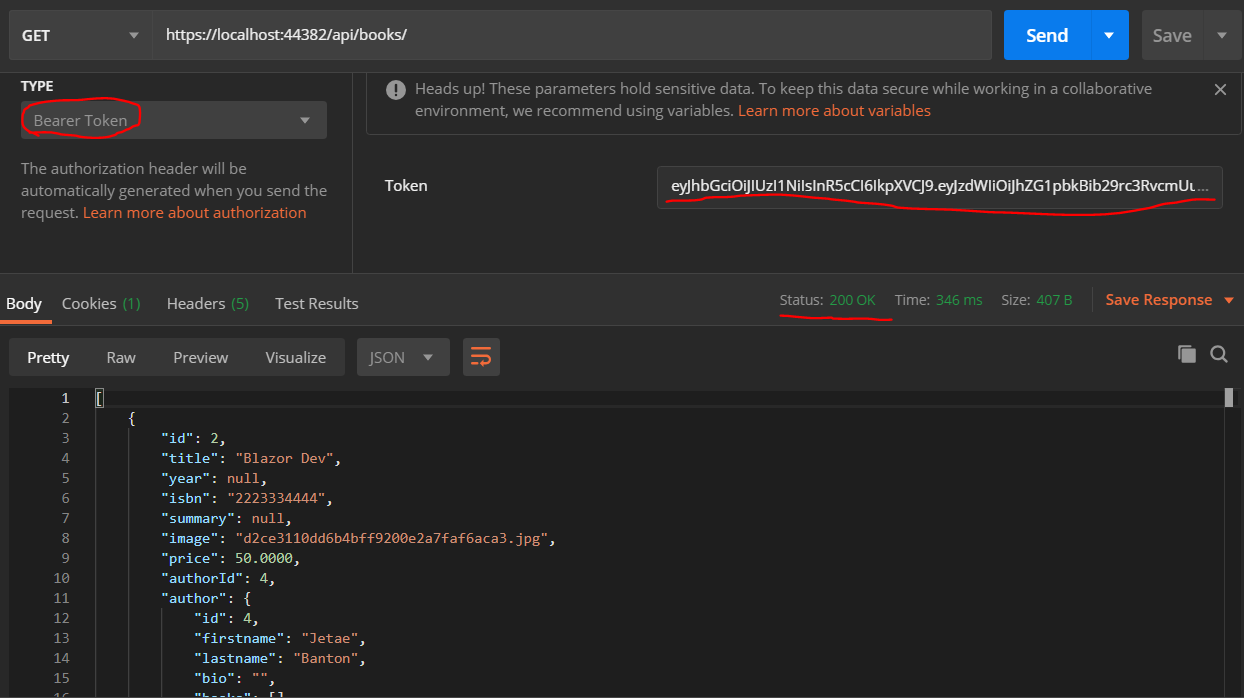 GET https://localhost:44382/api/books/ Send Save
TYPE
Bearer Token
The authorization header will be
automatically generated when you send the
request. Learn more about authorization
Heads up! These parameters hold sensitive data. To keep this data secure while working in a collaborative
environment, we recommend using variables. Learn more about variables
Token eyJhbGciOiJIUzI1NiIsInR5cCI6IkpXVCJ9.eyJzdWIiOiJhZG1pbkBib29rc3RvcmUu...
Body Cookies (1) Headers (5) Test Results Status: 200 OK Time: 346 ms Size: 407 B Save Response
Pretty Raw Preview Visualize JSON
1 [
2 {
3 "id": 2,
4 "title": "Blazor Dev",
5 "year": null,
6 "isbn": "2223334444",
7 "summary": null,
8 "image": "d2ce3110dd6b4bff9200e2a7faf6aca3.jpg",
9 "price": 50.0000,
10 "authorId": 4,
11 "author": {
12 "id": 4,
13 "firstname": "Jetae",
14 "lastname": "Banton",
15 "bio": "",
16 "books": []